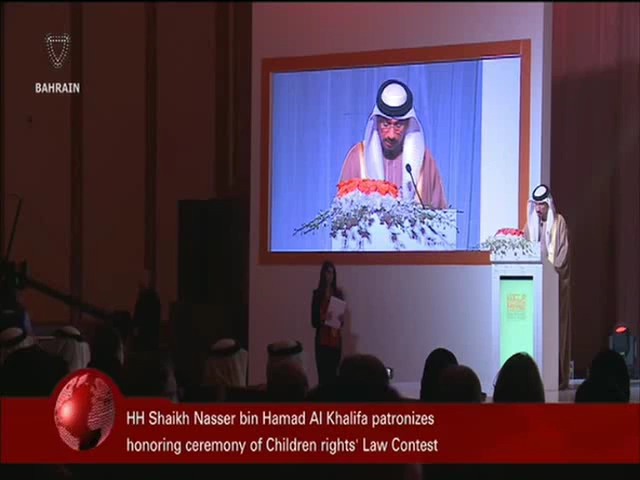 BAHRAIN
HH Shaikh Nasser bin Hamad Al Khalifa patronizes
honoring ceremony of Children rights' Law Contest